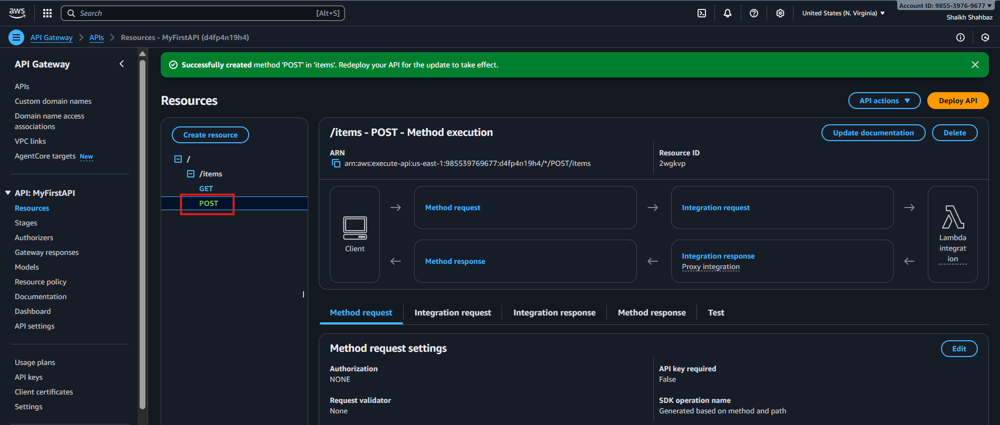 aws
Search
[Alt+S]
United States (N. Virginia)
Account ID: 9855-3976-9677
Shaikh Shahbaz
API Gateway
APIs
Resources - MyFirstAPI (d4fp4n19h4)
API Gateway
APIs
Custom domain names
Domain name access
associations
VPC links
AgentCore targets New
API: MyFirstAPI
Resources
Stages
Authorizers
Gateway responses
Models
Resource policy
Documentation
Dashboard
API settings
Usage plans
API keys
Client certificates
Settings
Successfully created method 'POST' in 'items'. Redeploy your API for the update to take effect.
Resources
API actions
Deploy API
Create resource
/
/items
GET
POST
/items - POST - Method execution
Update documentation
Delete
ARN
arn:aws:execute-api:us-east-1:985539769677:d4fp4n19h4/*/POST/items
Resource ID
2wgkvp
Client
Method request
Integration request
Method response
Integration response
Proxy integration
Lambda
integrat
ion
Method request
Integration request
Integration response
Method response
Test
Method request settings
Edit
Authorization
NONE
API key required
False
Request validator
None
SDK operation name
Generated based on method and path